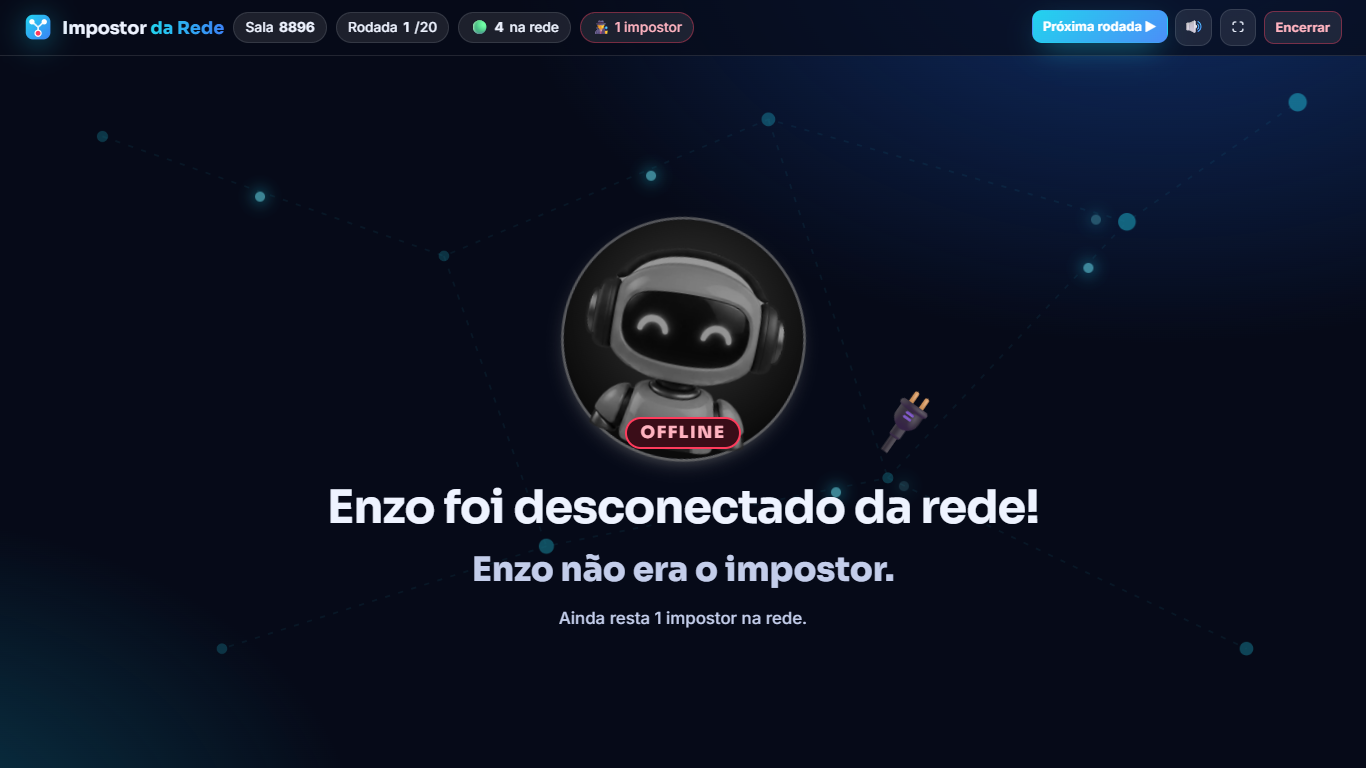 Impostor da Rede
Sala 8896
Rodada 1 /20
4 na rede
1 impostor
Próxima rodada ▶
Encerrar
OFFLINE
Enzo foi desconectado da rede!
Enzo não era o impostor.
Ainda resta 1 impostor na rede.